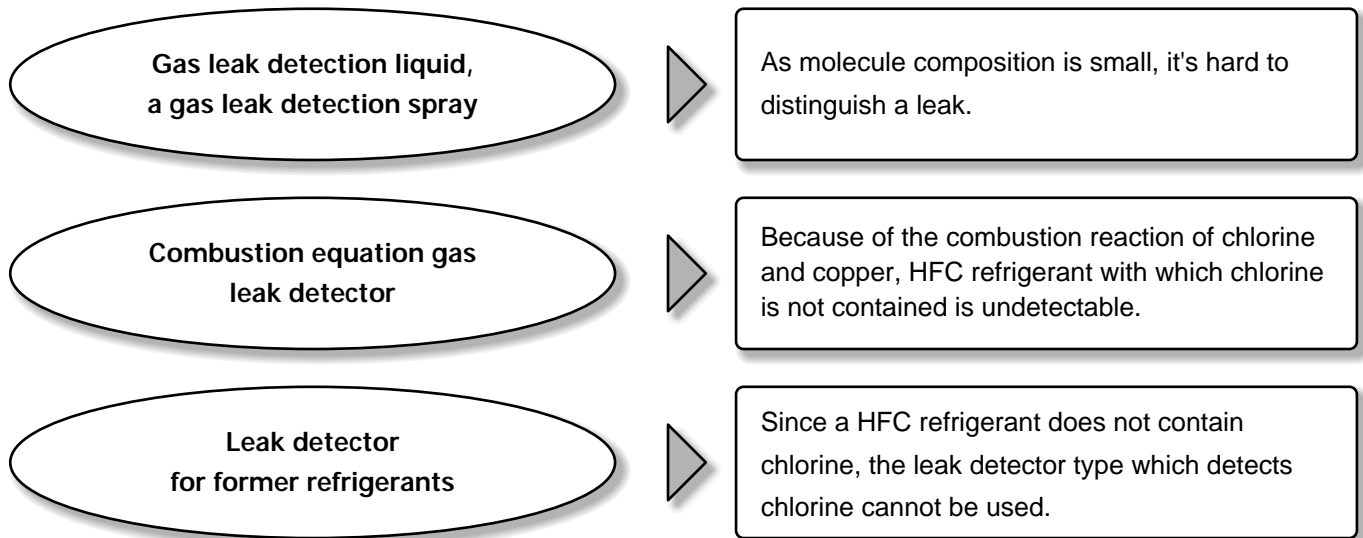 Gas leak detection liquid,
a gas leak detection spray
As molecule composition is small, it's hard to
distinguish a leak.
Combustion equation gas
leak detector
Because of the combustion reaction of chlorine
and copper, HFC refrigerant with which chlorine
is not contained is undetectable.
Leak detector
for former refrigerants
Since a HFC refrigerant does not contain
chlorine, the leak detector type which detects
chlorine cannot be used.